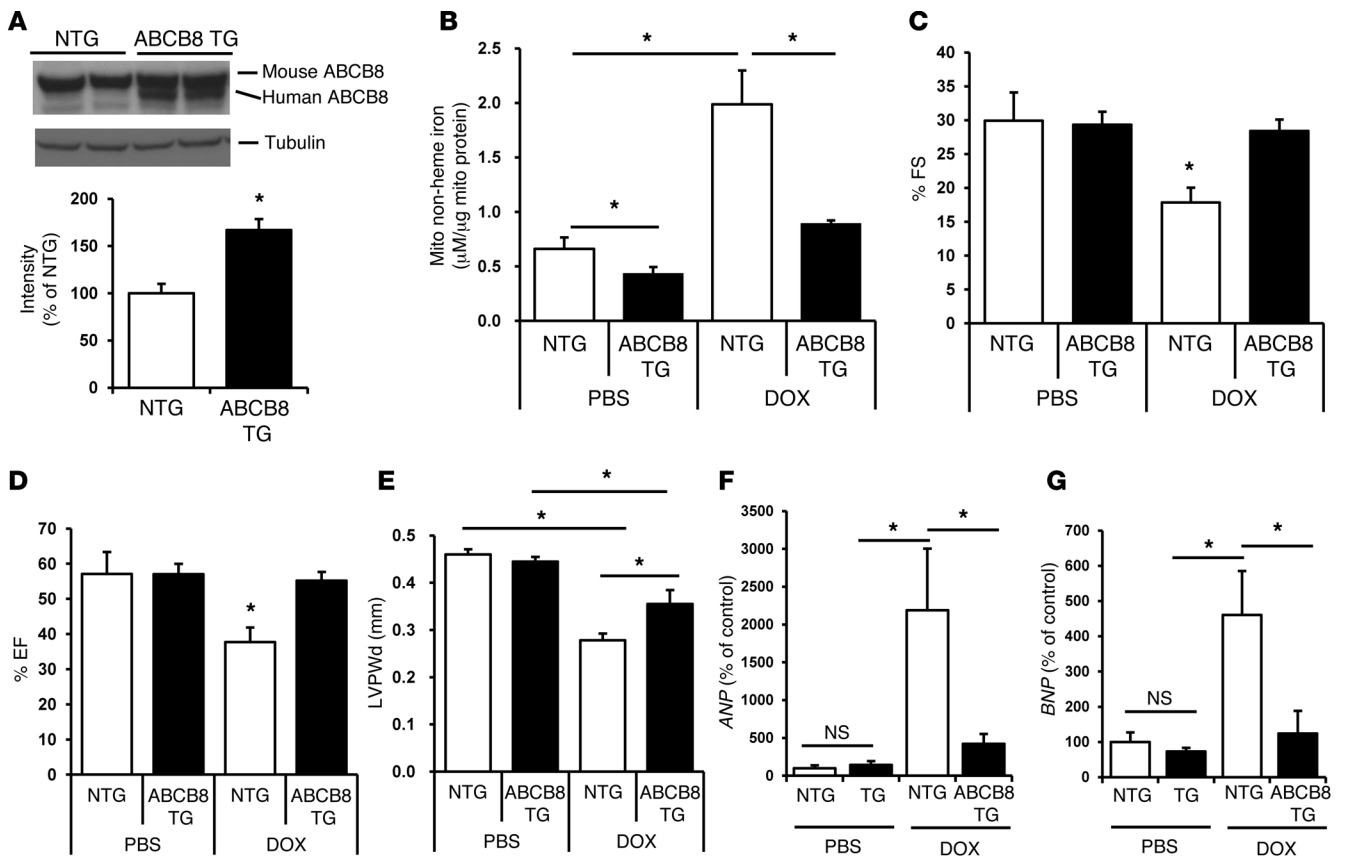 A
NTG ABCB8 TG
Mouse ABCB8
Human ABCB8
Tubulin
Intensity
(% of NTG)
200
*
150
100
50
0
NTG ABCB8
TG
B
Mito non-heme iron
(μM/μg mito protein)
2.5
* *
2.0
1.5
1.0
*
0.5
0.0
NTG ABCB8 NTG ABCB8
TG TG
PBS DOX
C
% FS
40
35
30
25
20
*
15
10
5
0
NTG ABCB8 NTG ABCB8
TG TG
PBS DOX
D
% EF
70
60
50
*
40
30
20
10
0
NTG ABCB8 NTG ABCB8
TG TG
PBS DOX
E
LVPWd (mm)
*
*
0.5
*
0.4
0.3
0.2
0.1
0.0
NTG ABCB8 NTG ABCB8
TG TG
PBS DOX
F
ANP (% of control)
3500
* *
3000
2500
2000
1500
1000
NS
500
0
NTG TG NTG ABCB8
TG
PBS DOX
G
BNP (% of control)
700
* *
600
500
400
300
NS
200
100
0
NTG TG NTG ABCB8
TG
PBS DOX